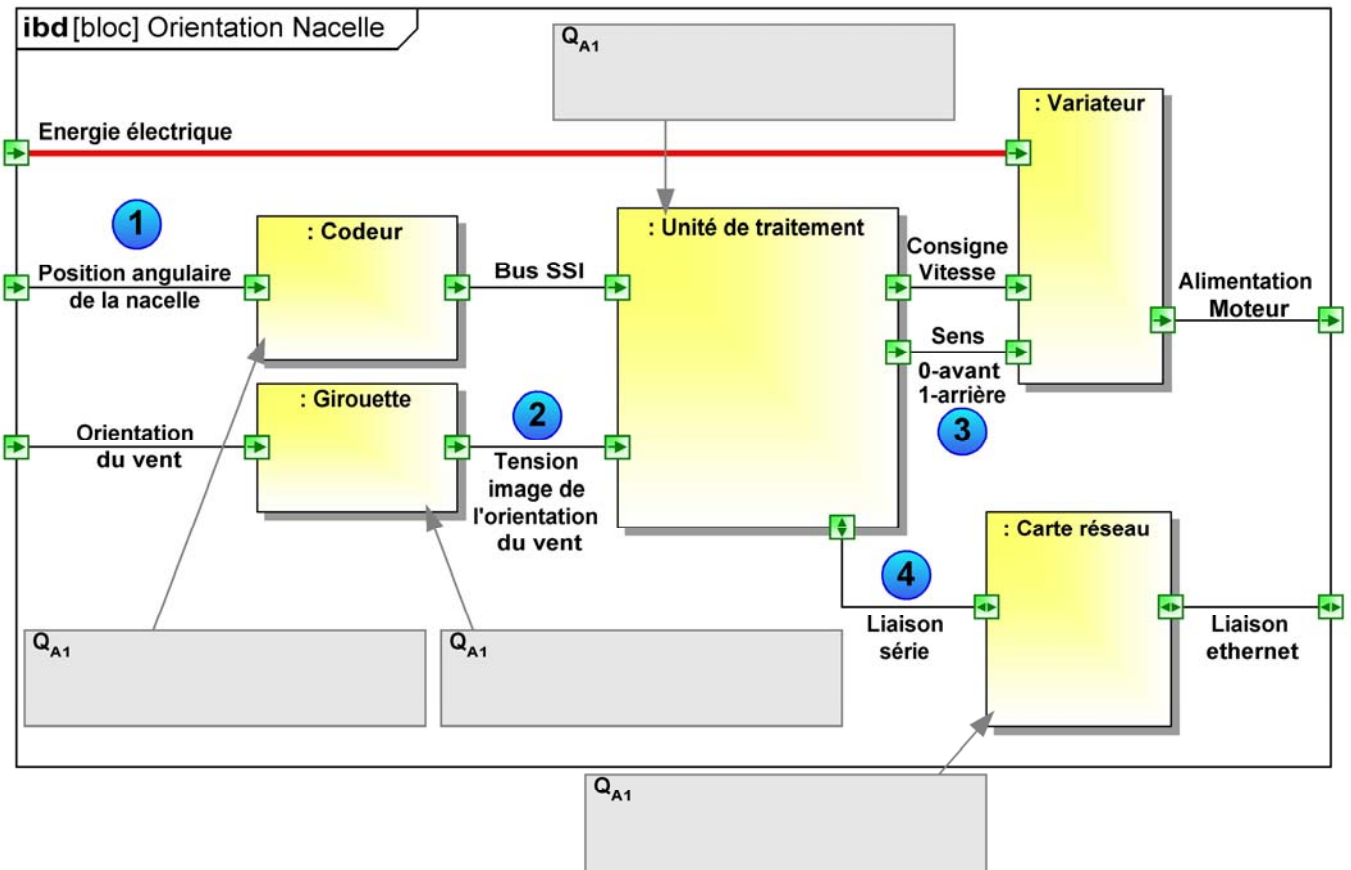 ibd [bloc] Orientation Nacelle
QA1
: Variateur
Energie électrique
1
: Codeur
: Unité de traitement
Consigne
Vitesse
Position angulaire
de la nacelle
Bus SSI
Alimentation
Moteur
Sens
0-avant
1-arrière
: Girouette
2
3
Orientation
du vent
Tension
image de
l'orientation
du vent
: Carte réseau
4
Liaison
série
Liaison
ethernet
QA1
QA1
QA1